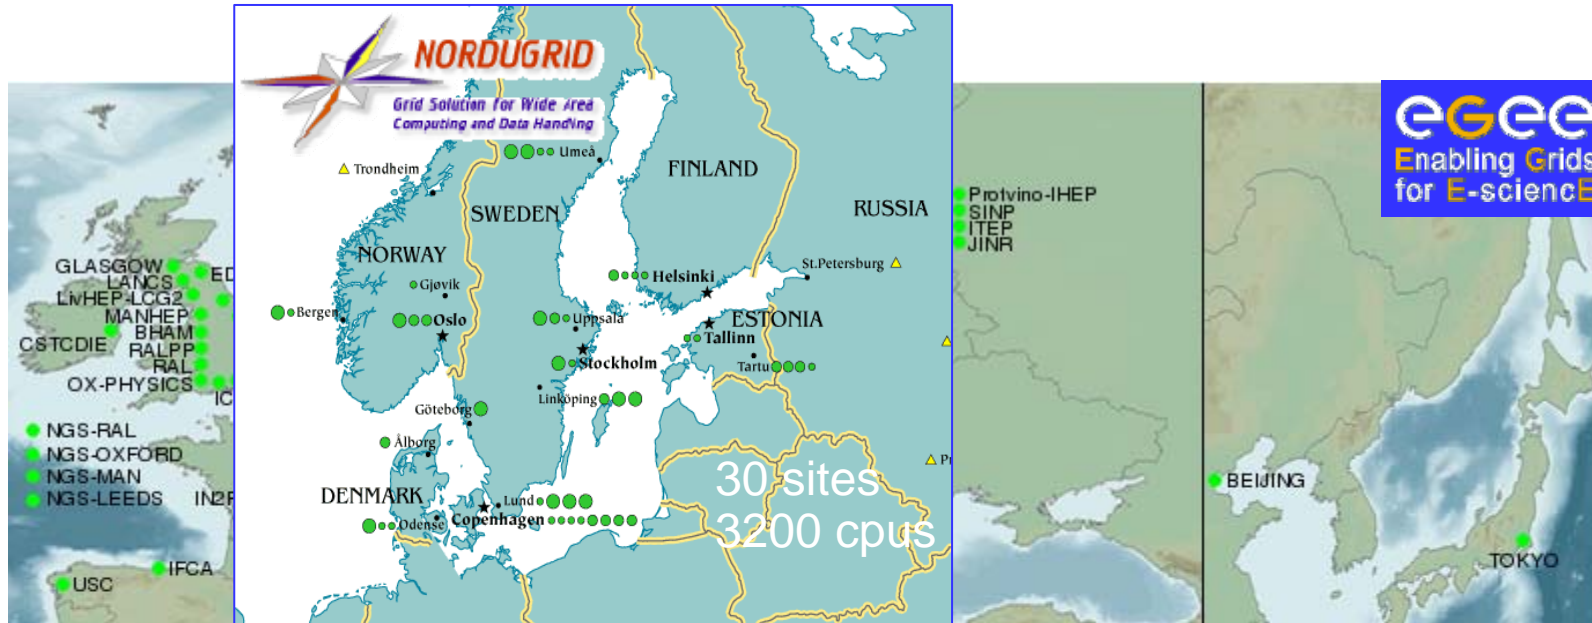 NORDUGRID
Grid Solution for Wide Area
Computing and Data Handling
eGee
Enabling Grids
for E-sciencE
Umeå
Trondheim
FINLAND
SWEDEN
RUSSIA
NORWAY
Protvino-IHEP
SINP
ITEP
JINR
GLASGOW
ED
LANCS
LivHEP-LCG2
MANHEP
CSTCDIE
BHAM
RALPP
RAL
OX-PHYSICS
IC
Gjøvik
Bergen
Oslo
Helsinki
St.Petersburg
Uppsala
ESTONIA
Tallinn
Stockholm
Tartu
Linköping
Göteborg
Ålborg
NGS-RAL
NGS-OXFORD
NGS-MAN
NGS-LEEDS
DENMARK
Lund
Copenhagen
Odense
30 sites
3200 cpus
BEIJING
TOKYO
IFCA
USC